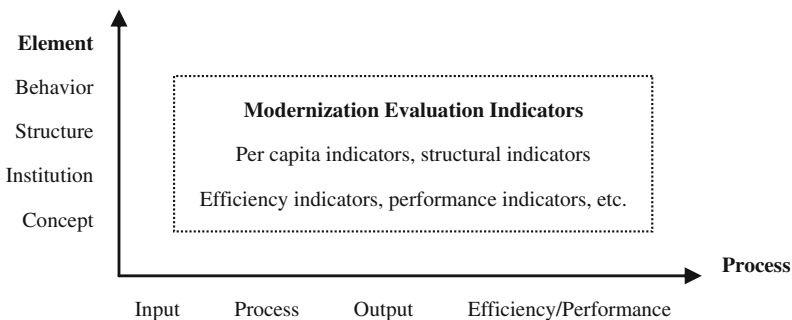 Element
Behavior
Structure
Institution
Concept
Modernization Evaluation Indicators
Per capita indicators, structural indicators
Efficiency indicators, performance indicators, etc.
Process
Input Process Output Efficiency/Performance